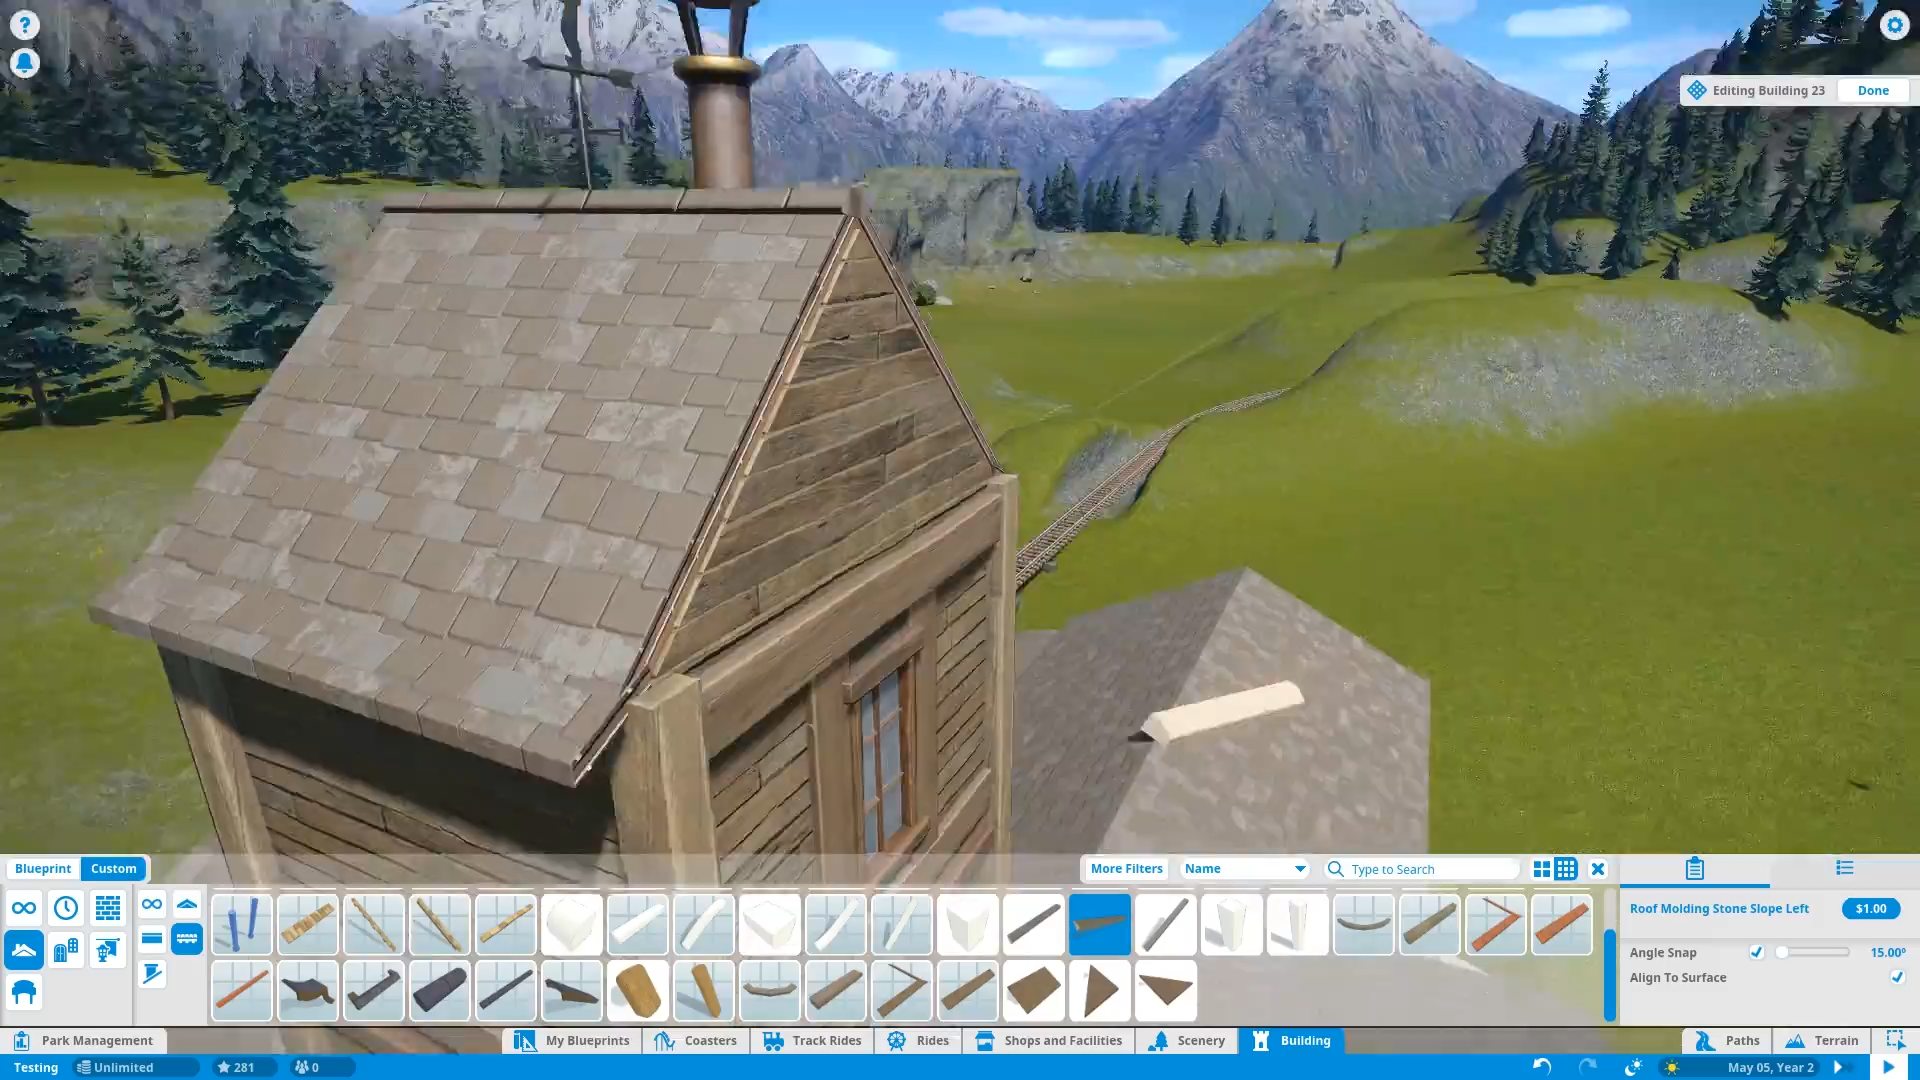 ?
Editing Building 23 Done
Blueprint Custom
More Filters Name Type to Search
Roof Molding Stone Slope Left $1.00
Angle Snap 15.00°
Align To Surface
Park Management My Blueprints Coasters Track Rides Rides Shops and Facilities Scenery Building Paths Terrain
Testing Unlimited 281 0 May 05, Year 2